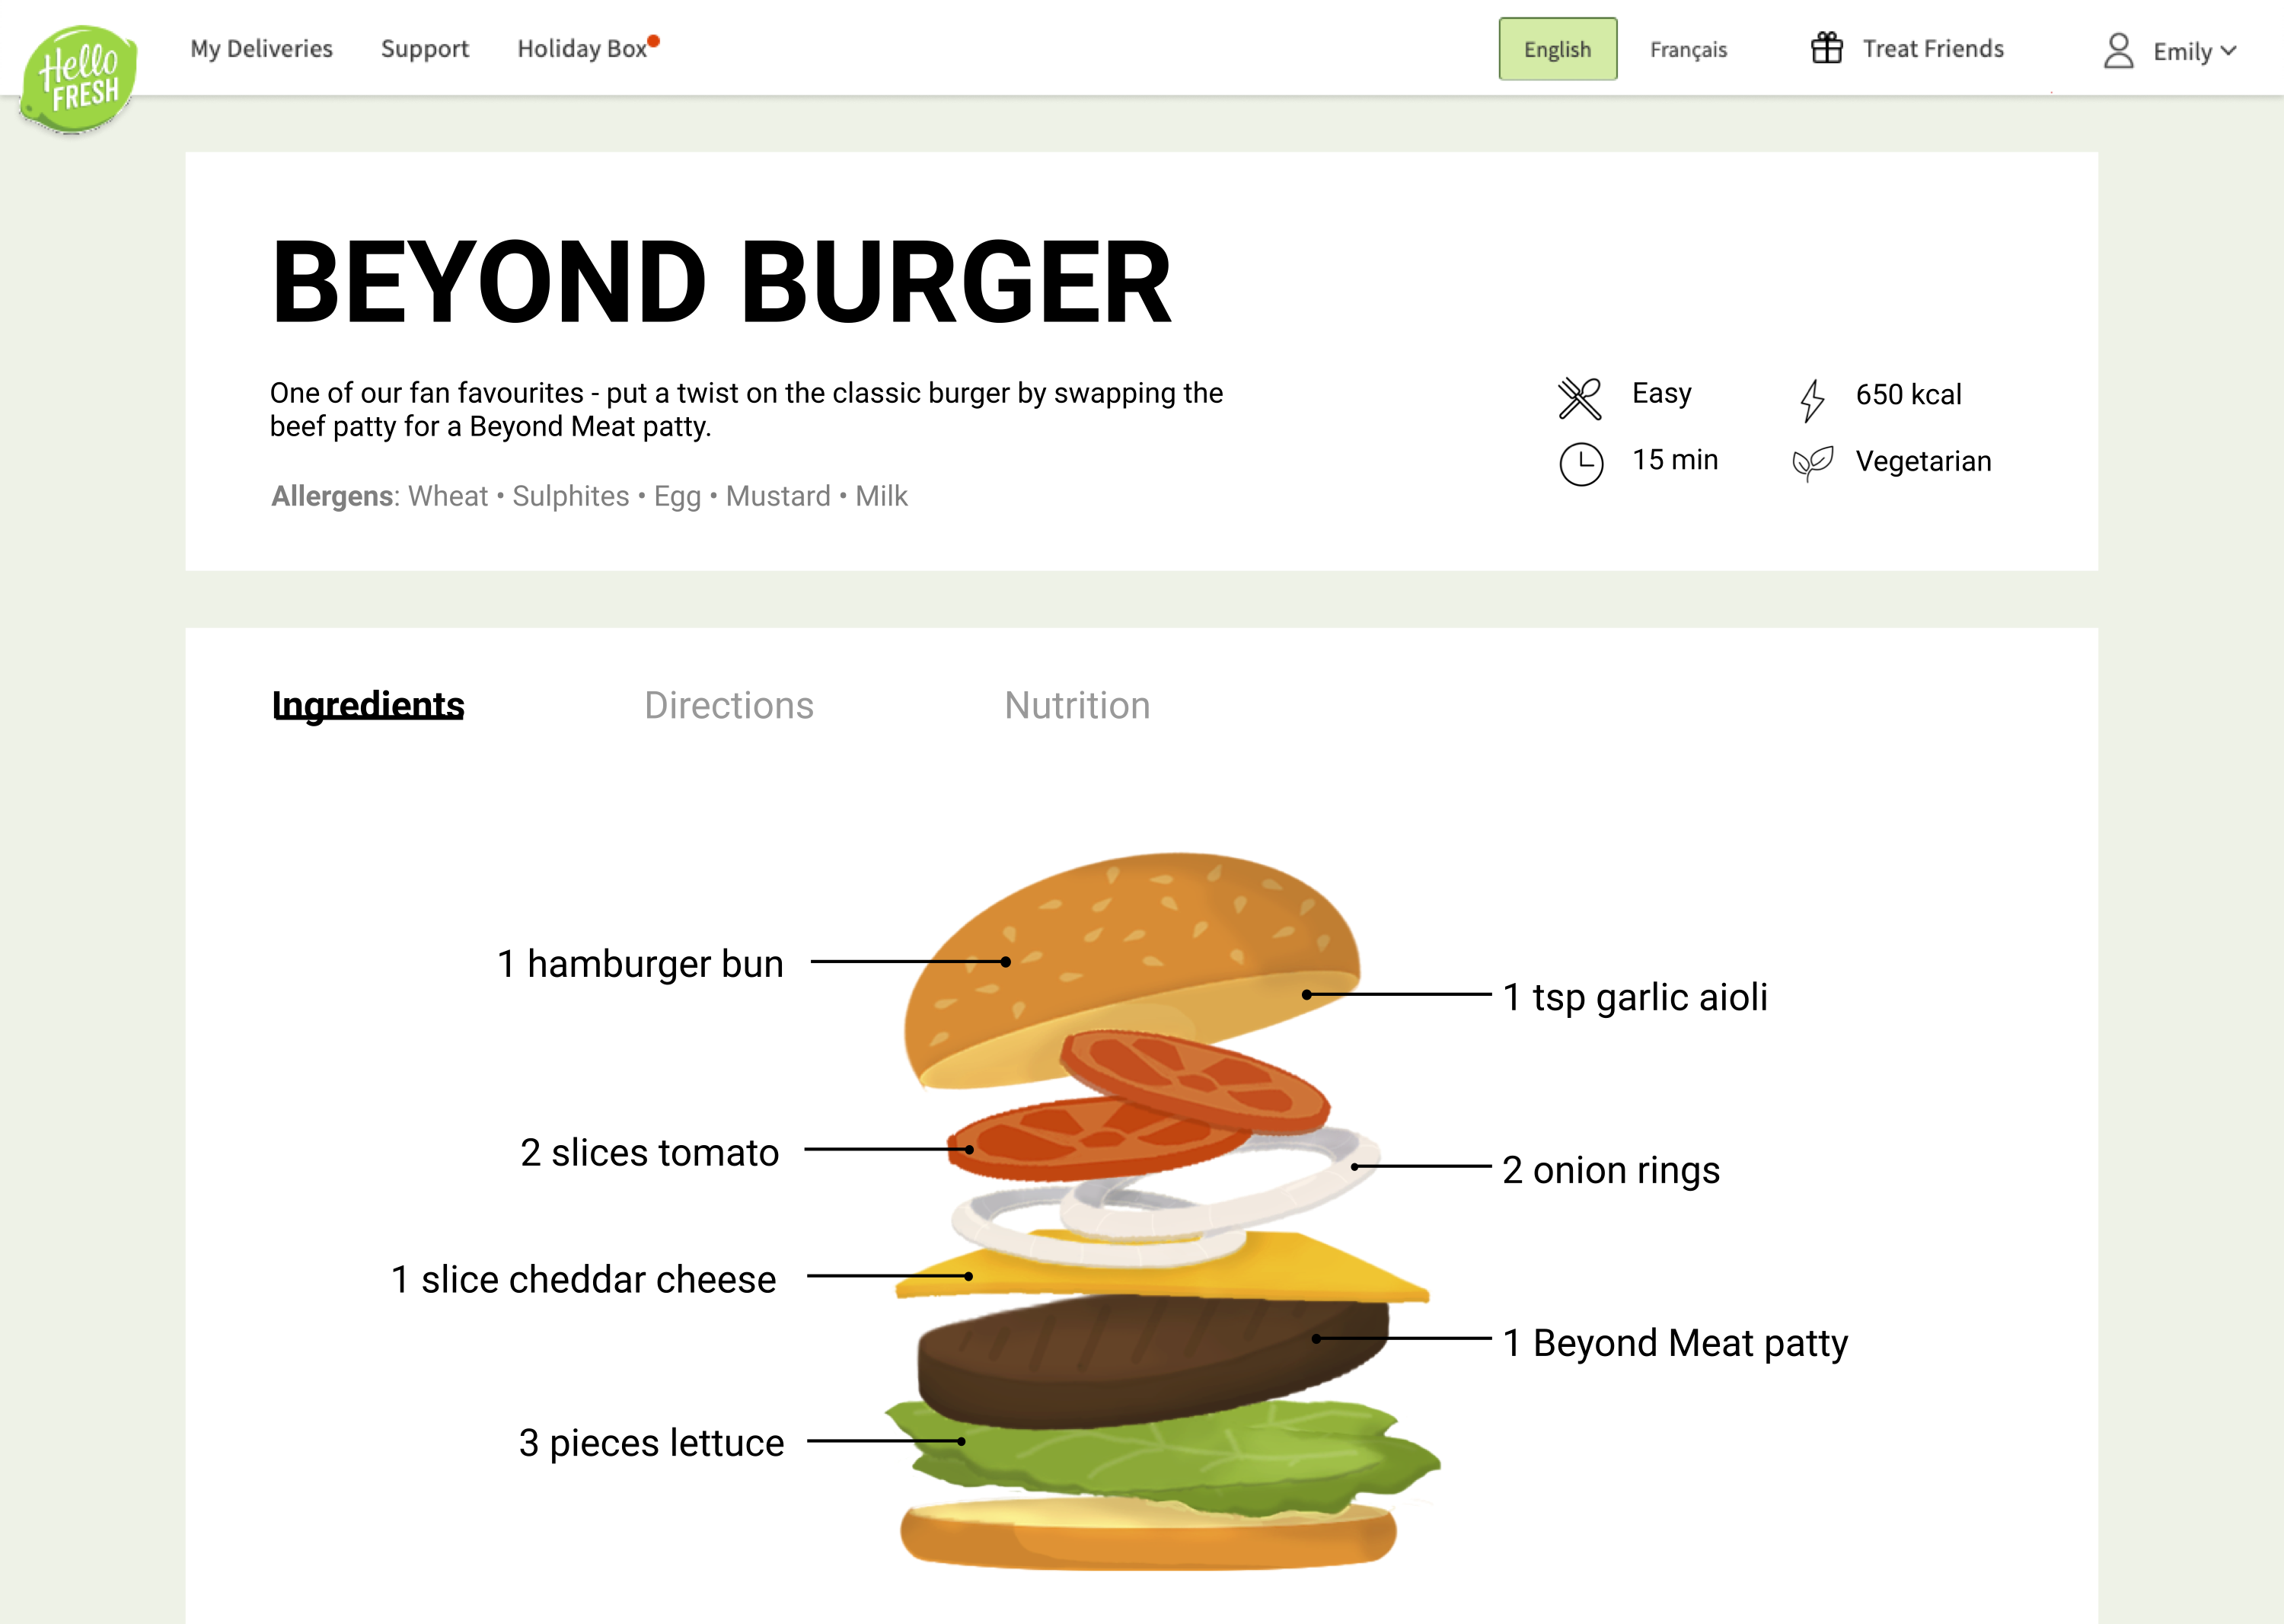 Hello
FRESH
My Deliveries
Support
Holiday Box
English
Français
Treat Friends
Emily
BEYOND BURGER
One of our fan favourites - put a twist on the classic burger by swapping the
beef patty for a Beyond Meat patty.
Allergens: Wheat • Sulphites • Egg • Mustard • Milk
Easy
650 kcal
15 min
Vegetarian
Ingredients
Directions
Nutrition
1 hamburger bun
1 tsp garlic aioli
2 slices tomato
2 onion rings
1 slice cheddar cheese
1 Beyond Meat patty
3 pieces lettuce